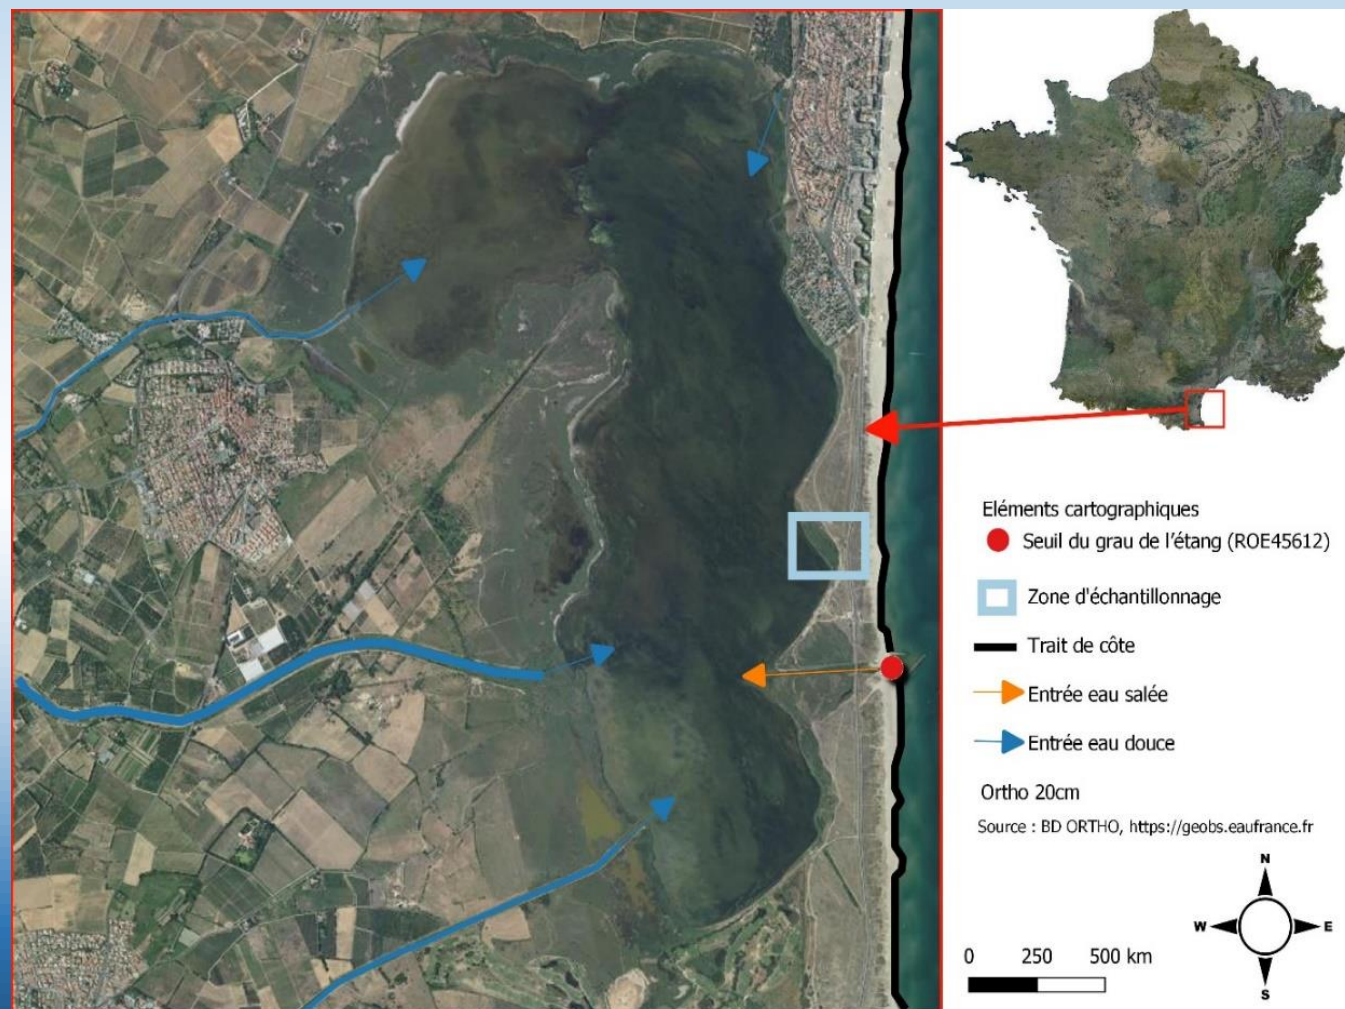 Eléments cartographiques
Seuil du grau de l'étang (ROE45612)
Zone d'échantillonnage
Trait de côte
Entrée eau salée
Entrée eau douce
Ortho 20cm
Source : BD ORTHO, https://geobs.eaufrance.fr
N
W E
S
0 250 500 km